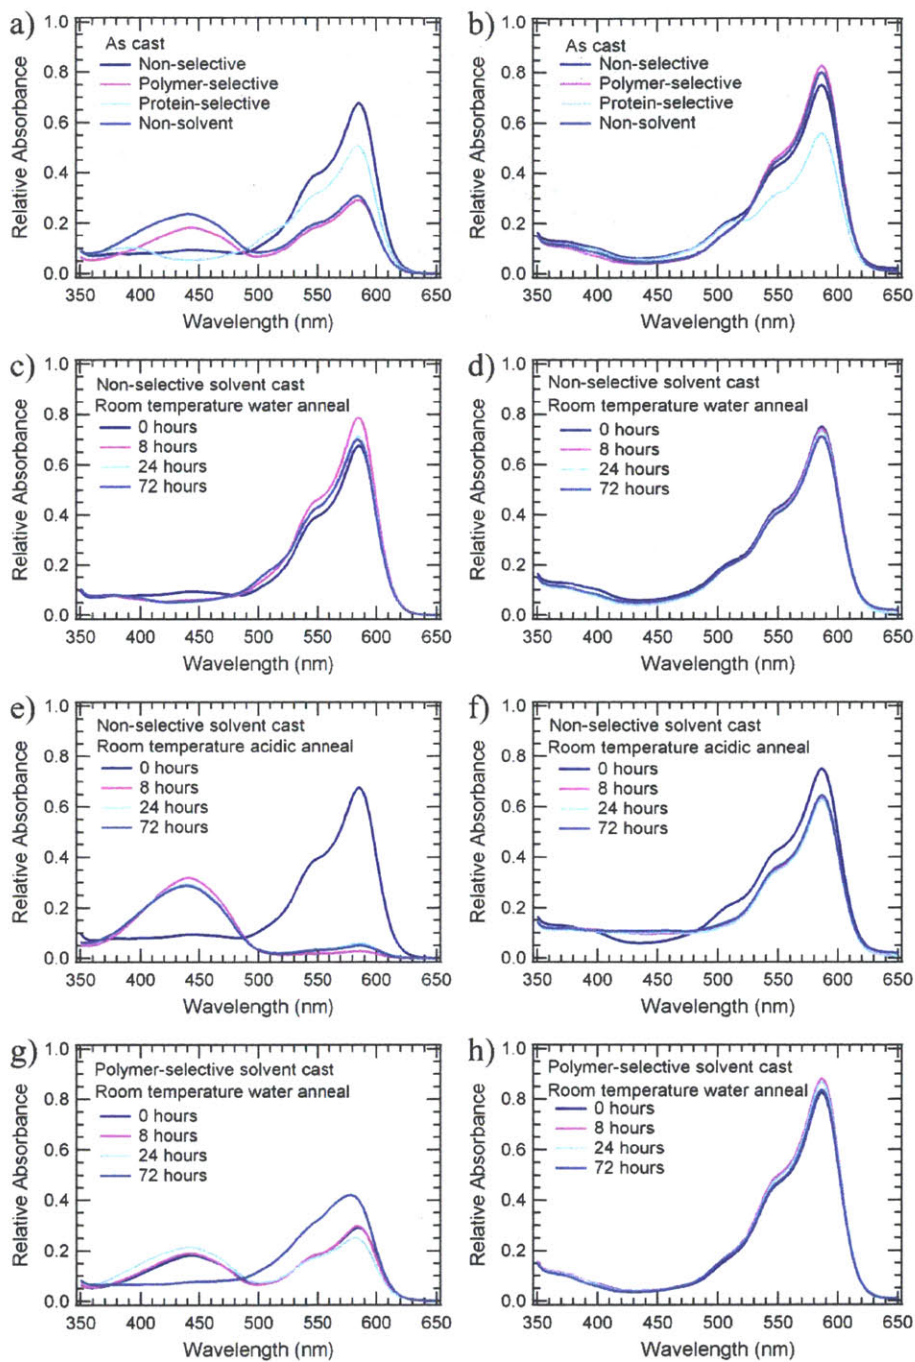 a)
As cast
Non-selective
Polymer-selective
Protein-selective
Non-solvent
Relative Absorbance
1.0
0.8
0.6
0.4
0.2
0.0
350 400 450 500 550 600 650
Wavelength (nm)
b)
As cast
Non-selective
Polymer-selective
Protein-selective
Non-solvent
Relative Absorbance
1.0
0.8
0.6
0.4
0.2
0.0
350 400 450 500 550 600 650
Wavelength (nm)
c)
Non-selective solvent cast
Room temperature water anneal
0 hours
8 hours
24 hours
72 hours
Relative Absorbance
1.0
0.8
0.6
0.4
0.2
0.0
350 400 450 500 550 600 650
Wavelength (nm)
d)
Non-selective solvent cast
Room temperature water anneal
0 hours
8 hours
24 hours
72 hours
Relative Absorbance
1.0
0.8
0.6
0.4
0.2
0.0
350 400 450 500 550 600 650
Wavelength (nm)
e)
Non-selective solvent cast
Room temperature acidic anneal
0 hours
8 hours
24 hours
72 hours
Relative Absorbance
1.0
0.8
0.6
0.4
0.2
0.0
350 400 450 500 550 600 650
Wavelength (nm)
f)
Non-selective solvent cast
Room temperature acidic anneal
0 hours
8 hours
24 hours
72 hours
Relative Absorbance
1.0
0.8
0.6
0.4
0.2
0.0
350 400 450 500 550 600 650
Wavelength (nm)
g)
Polymer-selective solvent cast
Room temperature water anneal
0 hours
8 hours
24 hours
72 hours
Relative Absorbance
1.0
0.8
0.6
0.4
0.2
0.0
350 400 450 500 550 600 650
Wavelength (nm)
h)
Polymer-selective solvent cast
Room temperature water anneal
0 hours
8 hours
24 hours
72 hours
Relative Absorbance
1.0
0.8
0.6
0.4
0.2
0.0
350 400 450 500 550 600 650
Wavelength (nm)